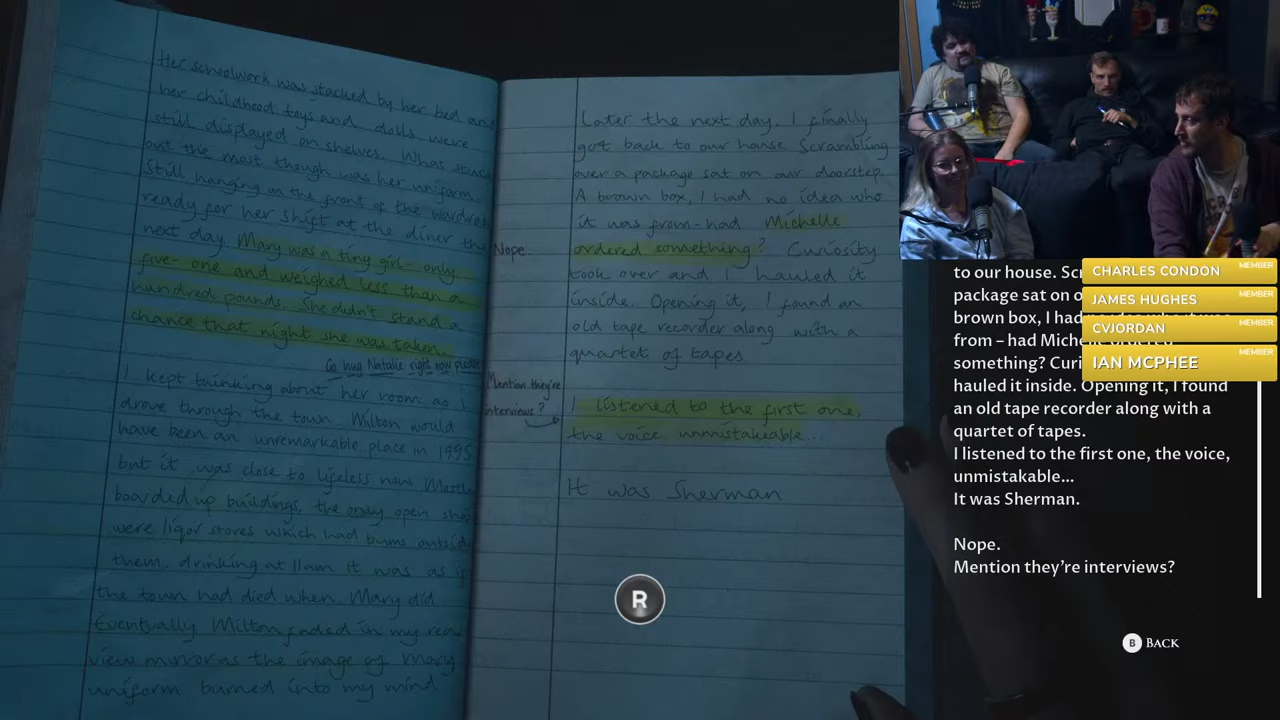 Her schoolwork was stacked by her bed and
her childhood toys and dolls were
still displayed on shelves. What stuck
out the most though was her uniform
Still hanging on the front of the wardrobe
ready for her shift at the diner the
next day. Mary was a tiny girl- only
five- one and weighed less than a
hundred pounds. She didn't stand a
chance that night she was taken.
Go hug Natalie right now please
I kept thinking about her room as I
drove through the town. Milton would
have been an unremarkable place in 1995
but it was close to lifeless now. Mostly
boarded up buildings, the only open shops
were liqor stores which had bums outside
them, drinking at 11am. It was as if
the town had died when Mary did.
Eventually Milton faded in my rear
view mirror as the image of Mary
uniform burned into my mind
Later the next day, I finally
got back to our house. Scrambling
over a package sat on our doorstep.
A brown box, I had no idea who
it was from- had Michelle
Nope.
ordered something? Curiosity
took over and I hauled it
inside. Opening it, I found an
old tape recorder along with a
quartet of tapes.
Mention they're
interviews?
I listened to the first one,
the voice, unmistakeable...
It was Sherman
R
to our house. Scr
package sat on o
brown box, I had
from – had Mich
something? Curi
hauled it inside. Opening it, I found
an old tape recorder along with a
quartet of tapes.
I listened to the first one, the voice,
unmistakable...
It was Sherman.
Nope.
Mention they're interviews?
CHARLES CONDON
MEMBER
JAMES HUGHES
MEMBER
CVJORDAN
MEMBER
IAN MCPHEE
MEMBER
B BACK